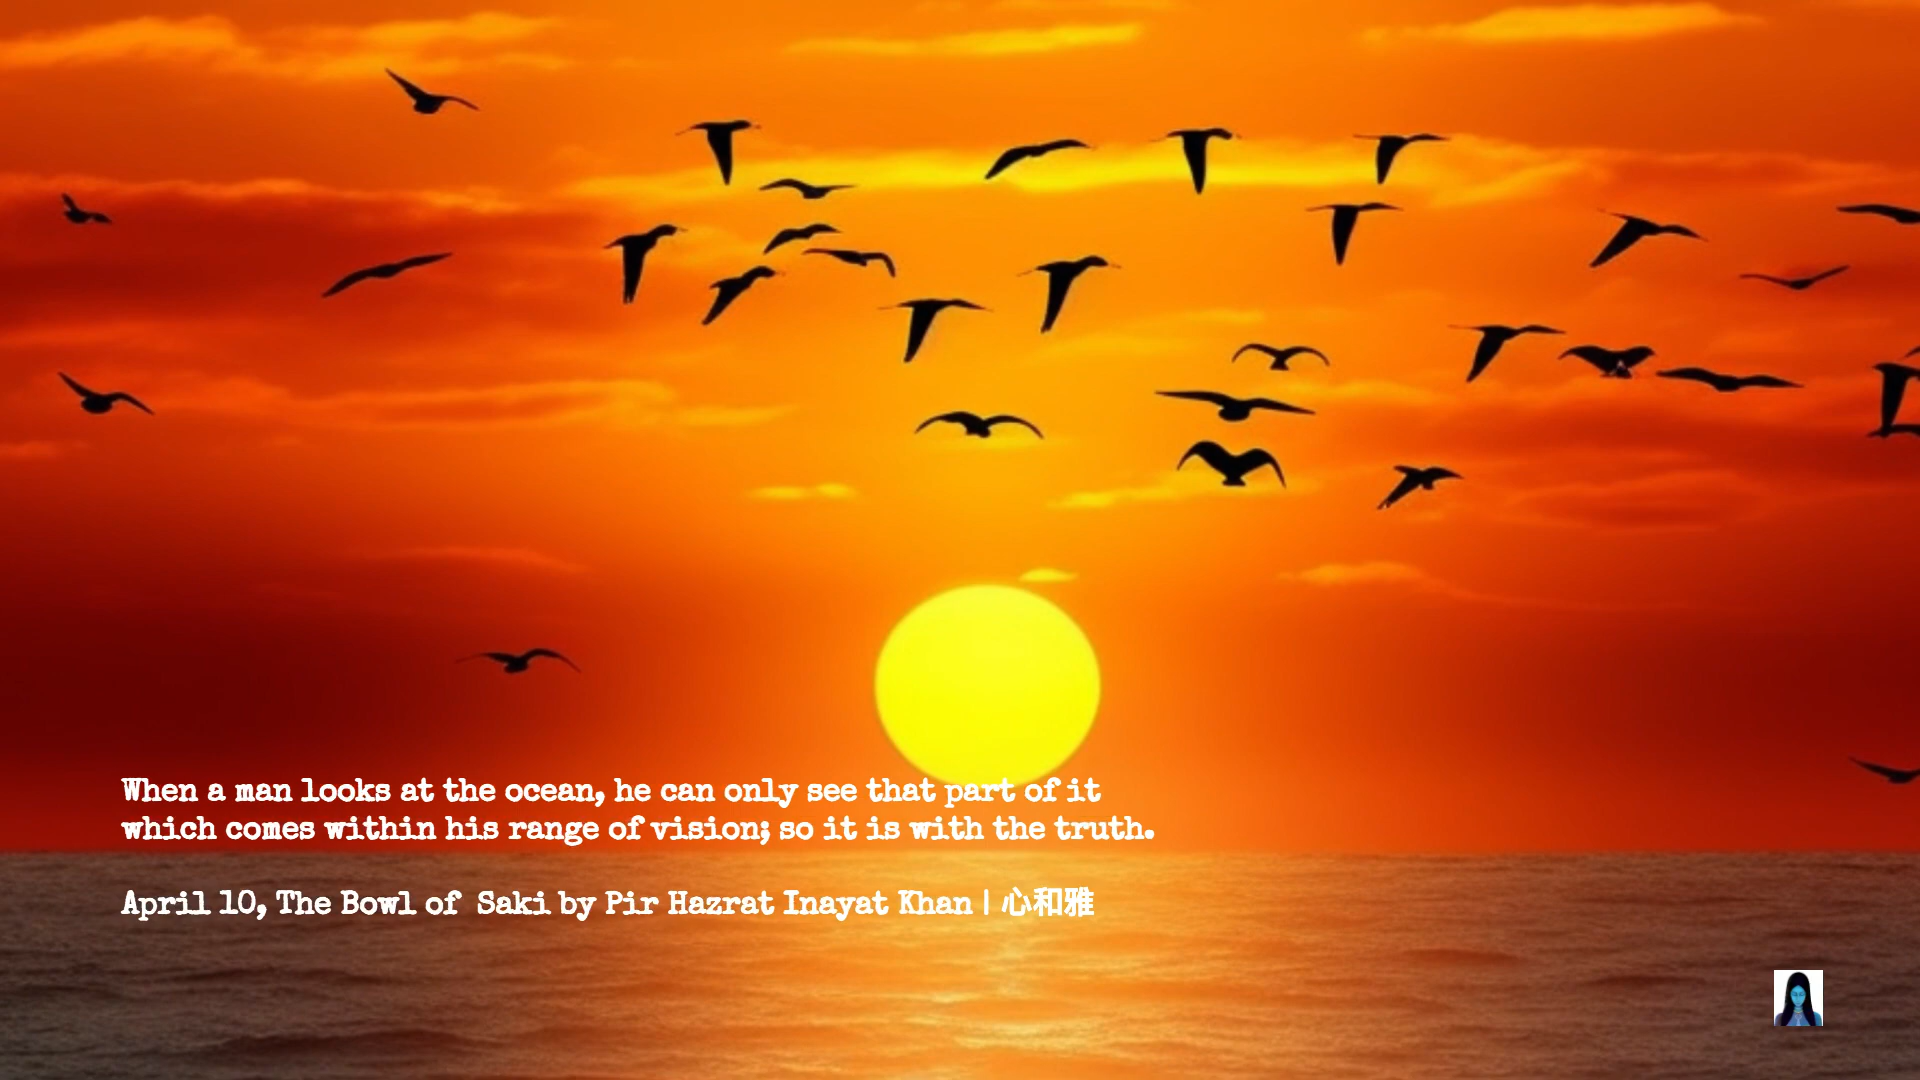 When a man looks at the ocean, he can only see that part of it
which comes within his range of vision; so it is with the truth.
April 10, The Bowl of  Saki by Pir Hazrat Inayat Khan | 心和雅